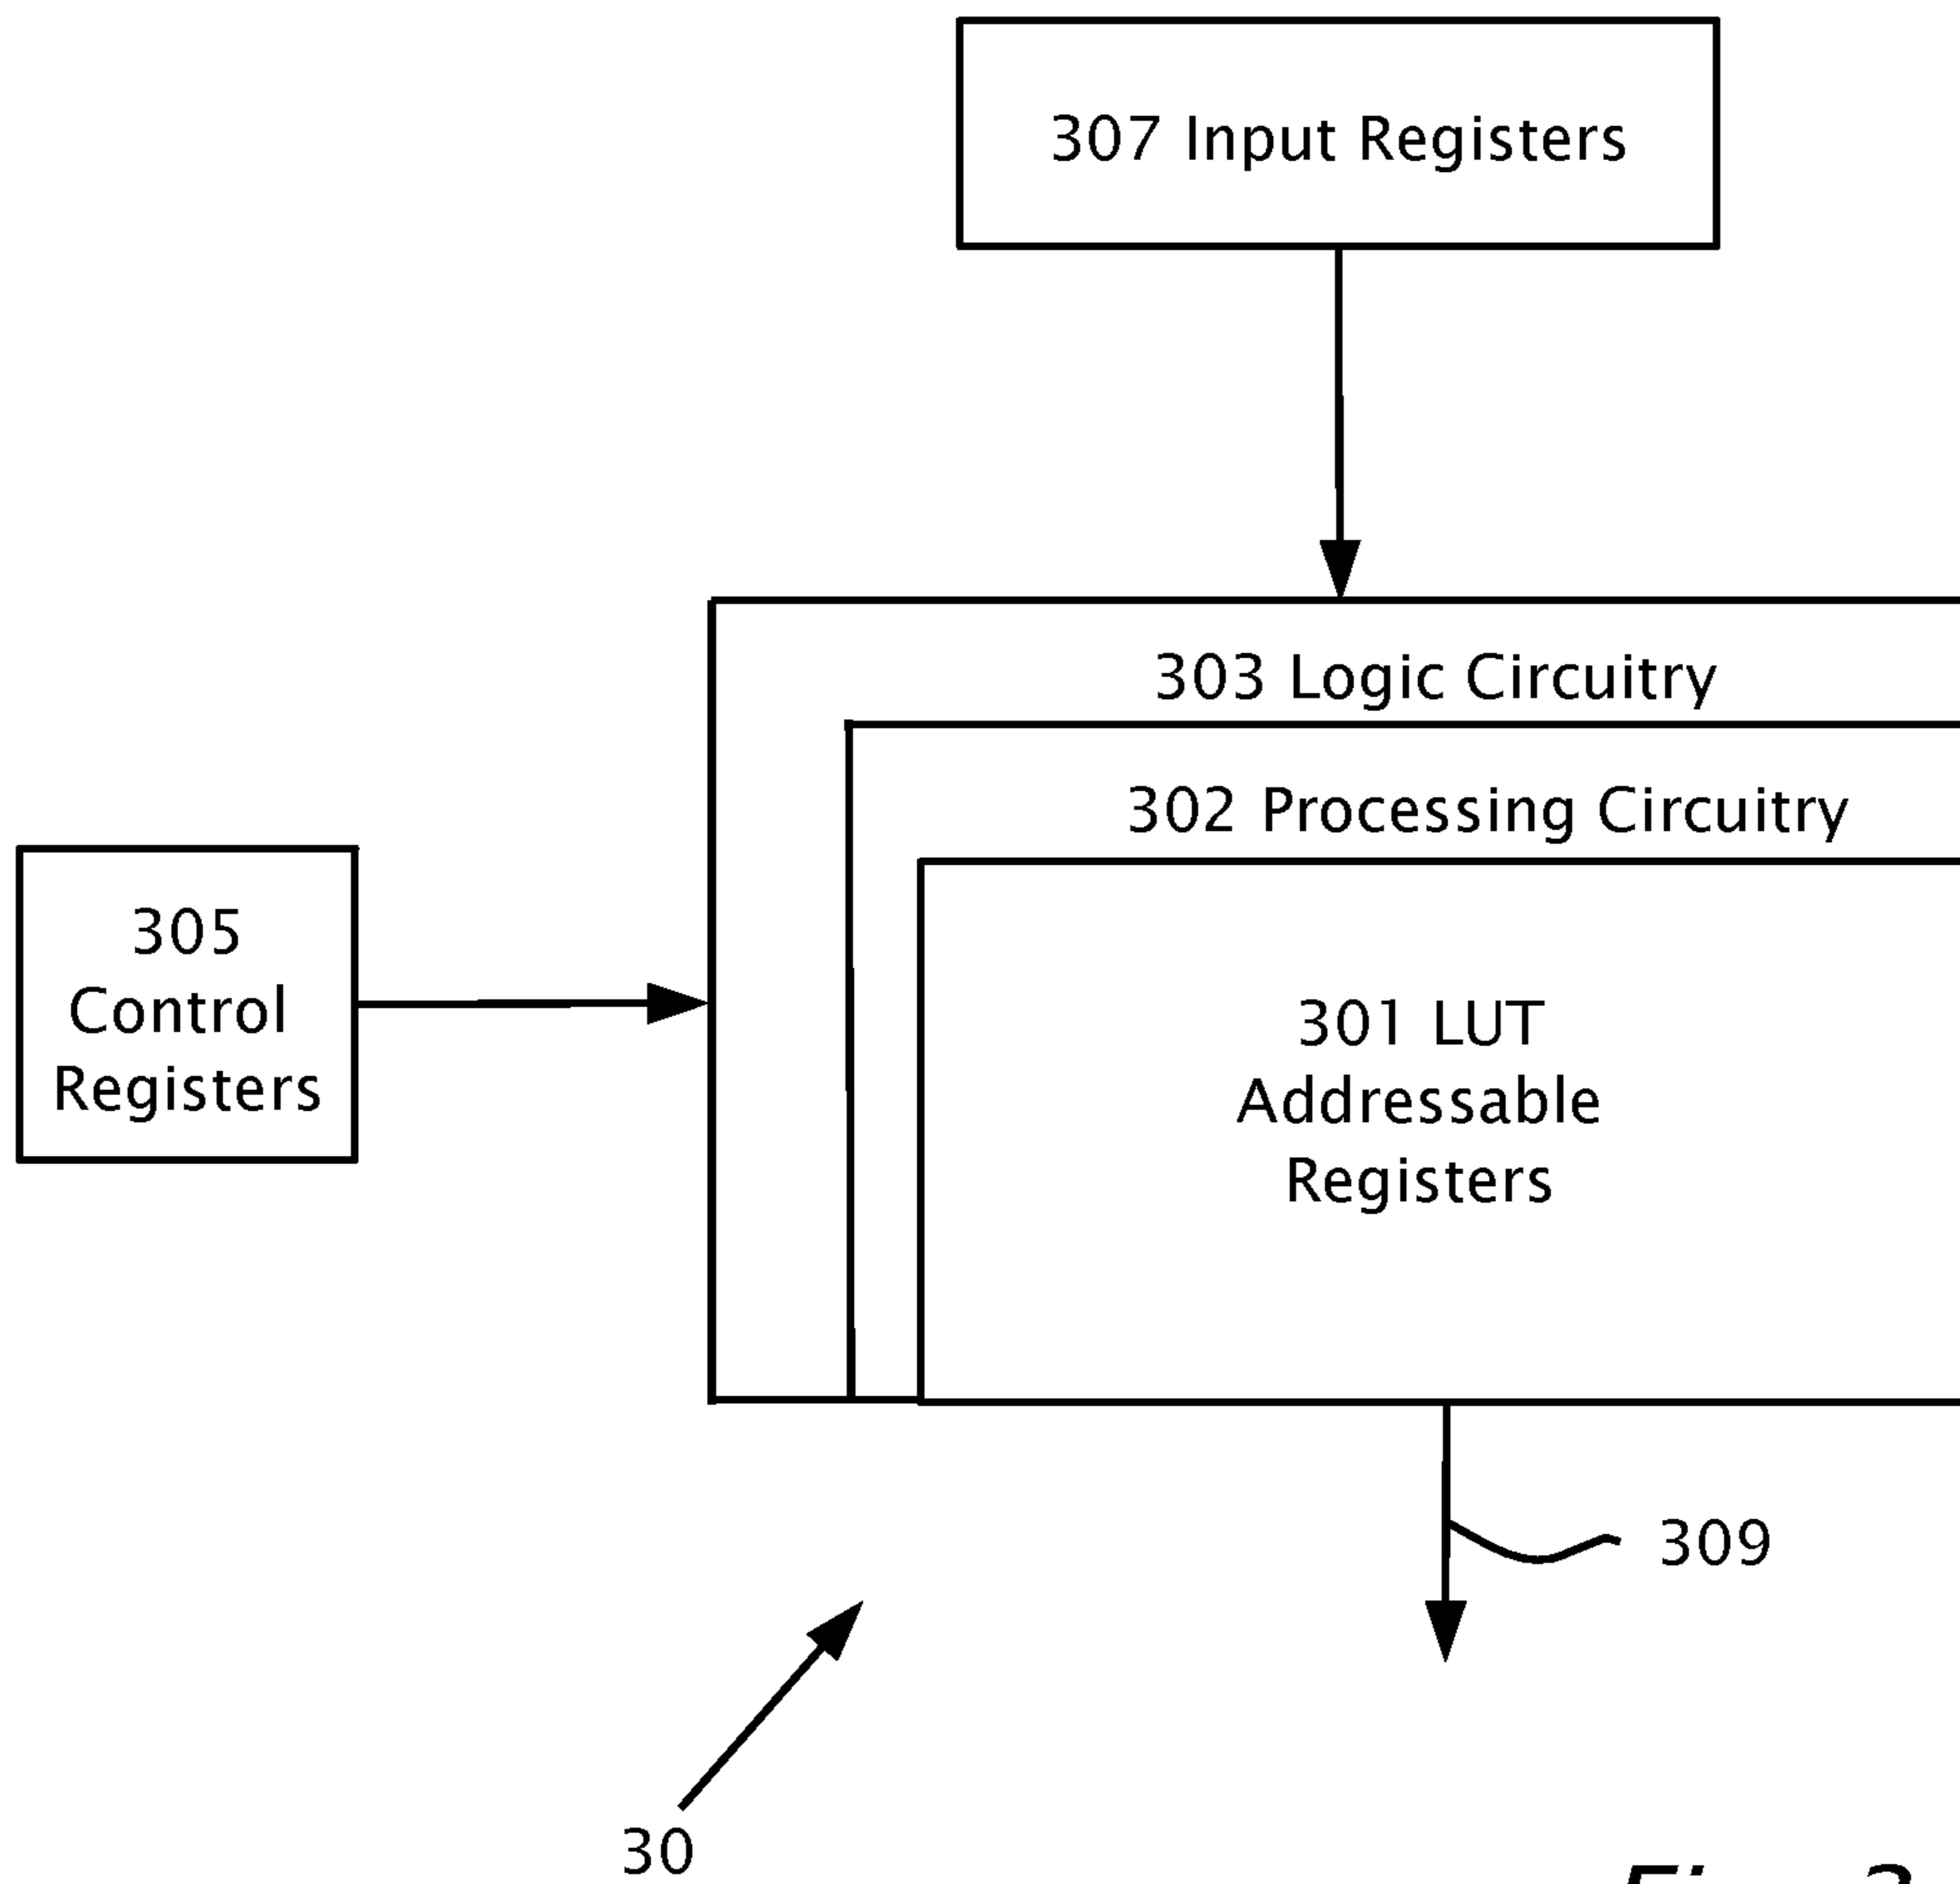 307 Input Registers
303 Logic Circuitry
302 Processing Circuitry
305
Control
Registers
301 LUT
Addressable
Registers
309
30